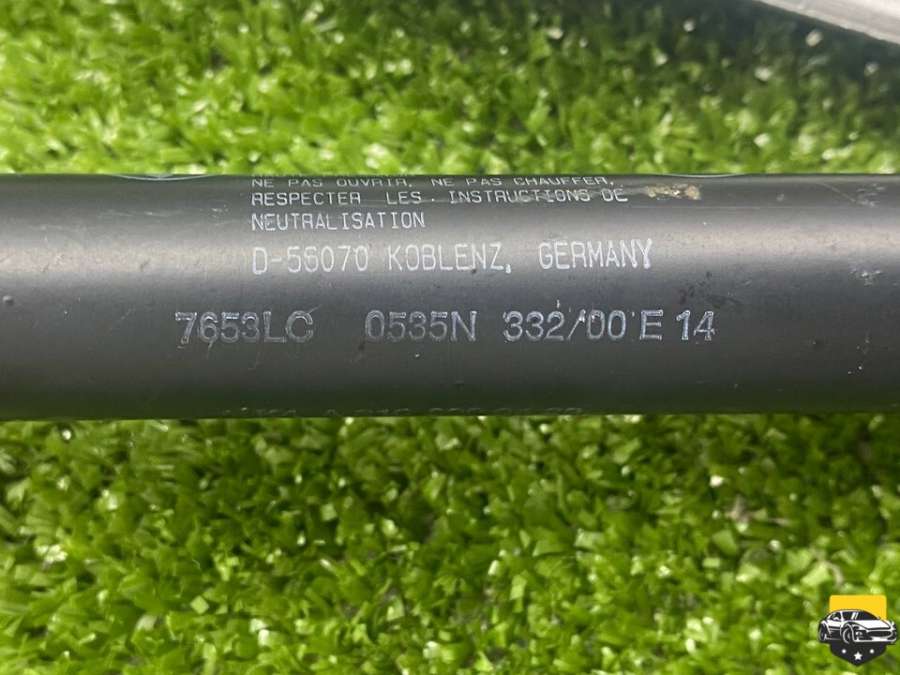 NE PAS OUVRIR, NE PAS CHAUFFER,
RESPECTER LES INSTRUCTIONS DE
NEUTRALISATION
D-56070 KOBLENZ, GERMANY
7653LC 0535N 332/00 E 14